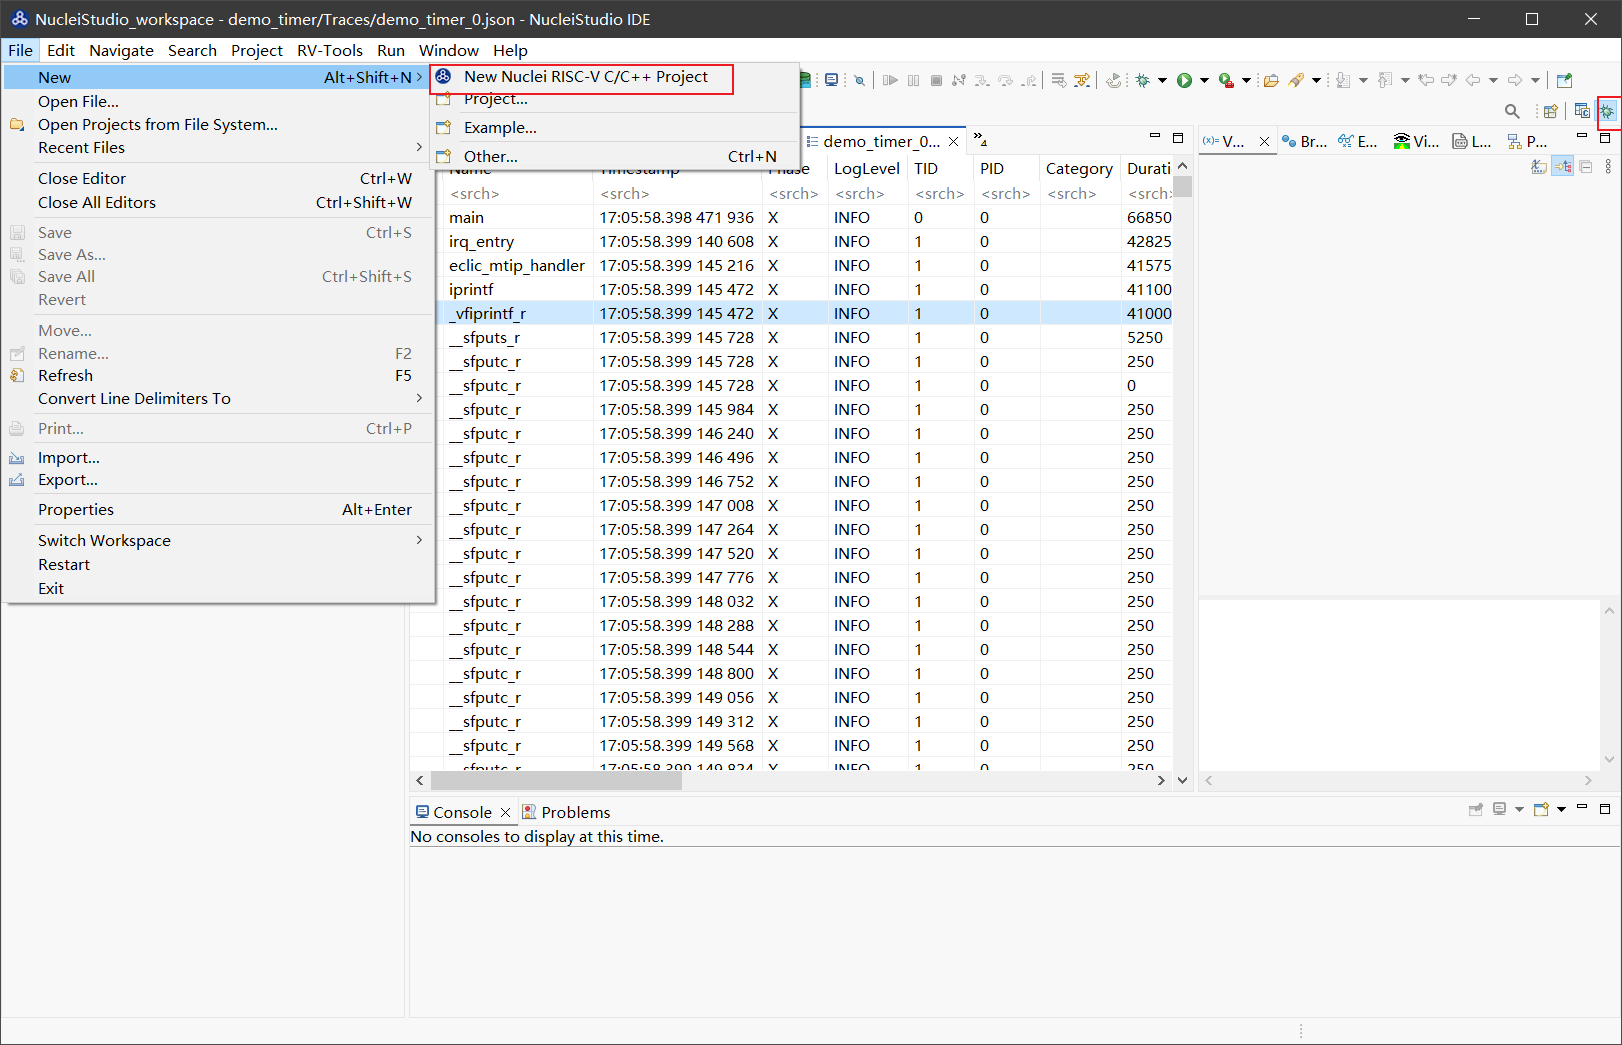 NucleiStudio_workspace - demo_timer/Traces/demo_timer_0.json - NucleiStudio IDE
File Edit Navigate Search Project RV-Tools Run Window Help
New Alt+Shift+N
Open File...
Open Projects from File System...
Recent Files
Close Editor Ctrl+W
Close All Editors Ctrl+Shift+W
Save Ctrl+S
Save As...
Save All Ctrl+Shift+S
Revert
Move...
Rename... F2
Refresh F5
Convert Line Delimiters To
Print... Ctrl+P
Import...
Export...
Properties Alt+Enter
Switch Workspace
Restart
Exit
New Nuclei RISC-V C/C++ Project
Project...
Example...
Other... Ctrl+N
demo_timer_0...
4
(x)= V... Br... E... Vi... L... P...
Name Timestamp Phase LogLevel TID PID Category Durati
<srch> <srch> <srch> <srch> <srch> <srch> <srch> <srch>
main 17:05:58.398 471 936 X INFO 0 0 66850
irq_entry 17:05:58.399 140 608 X INFO 1 0 42825
eclic_mtip_handler 17:05:58.399 145 216 X INFO 1 0 41575
iprintf 17:05:58.399 145 472 X INFO 1 0 41100
_vfiprintf_r 17:05:58.399 145 472 X INFO 1 0 41000
__sfputs_r 17:05:58.399 145 728 X INFO 1 0 5250
__sfputc_r 17:05:58.399 145 728 X INFO 1 0 250
__sfputc_r 17:05:58.399 145 728 X INFO 1 0 0
__sfputc_r 17:05:58.399 145 984 X INFO 1 0 250
__sfputc_r 17:05:58.399 146 240 X INFO 1 0 250
__sfputc_r 17:05:58.399 146 496 X INFO 1 0 250
__sfputc_r 17:05:58.399 146 752 X INFO 1 0 250
__sfputc_r 17:05:58.399 147 008 X INFO 1 0 250
__sfputc_r 17:05:58.399 147 264 X INFO 1 0 250
__sfputc_r 17:05:58.399 147 520 X INFO 1 0 250
__sfputc_r 17:05:58.399 147 776 X INFO 1 0 250
__sfputc_r 17:05:58.399 148 032 X INFO 1 0 250
__sfputc_r 17:05:58.399 148 288 X INFO 1 0 250
__sfputc_r 17:05:58.399 148 544 X INFO 1 0 250
__sfputc_r 17:05:58.399 148 800 X INFO 1 0 250
__sfputc_r 17:05:58.399 149 056 X INFO 1 0 250
__sfputc_r 17:05:58.399 149 312 X INFO 1 0 250
__sfputc_r 17:05:58.399 149 568 X INFO 1 0 250
__sfputc_r 17:05:58.399 149 824 X INFO 1 0 250
Console Problems
No consoles to display at this time.